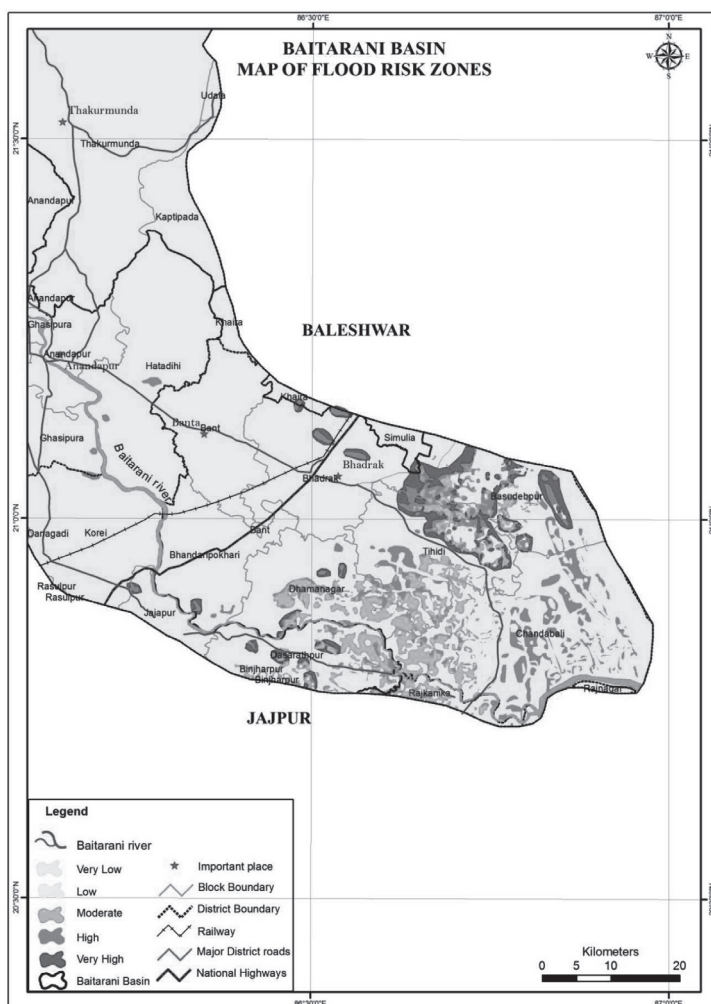 86°30'0"E
87°0'0"E
BAITARANI BASIN
MAP OF FLOOD RISK ZONES
N
W
E
S
Udala
Thakurmunda
21°30'0"N
Thakurmunda
Anandapur
Kaptipada
Anandapur
Khaira
Ghasipura
BALESHWAR
Anandapur
Anandapur
Hatadihi
Khaira
Banta
Bant
Simulia
Ghasipura
Bhadrak
Baitarani river
Bhadrak
Basudebpur
21°0'0"N
Korei
Bant
Bhandaripokhari
Tihidi
Rasulpur
Rasulpur
Dhamanagar
Jajapur
Chandabali
Dasarathpur
Binjharpur
Binjharpur
Rajkanika
Rajnagar
JAJPUR
Legend
Baitarani river
Very Low
Low
Moderate
High
Very High
Baitarani Basin
Important place
Block Boundary
District Boundary
Railway
Major District roads
National Highways
20°30'0"N
Kilometers
0 5 10 20
86°30'0"E
87°0'0"E